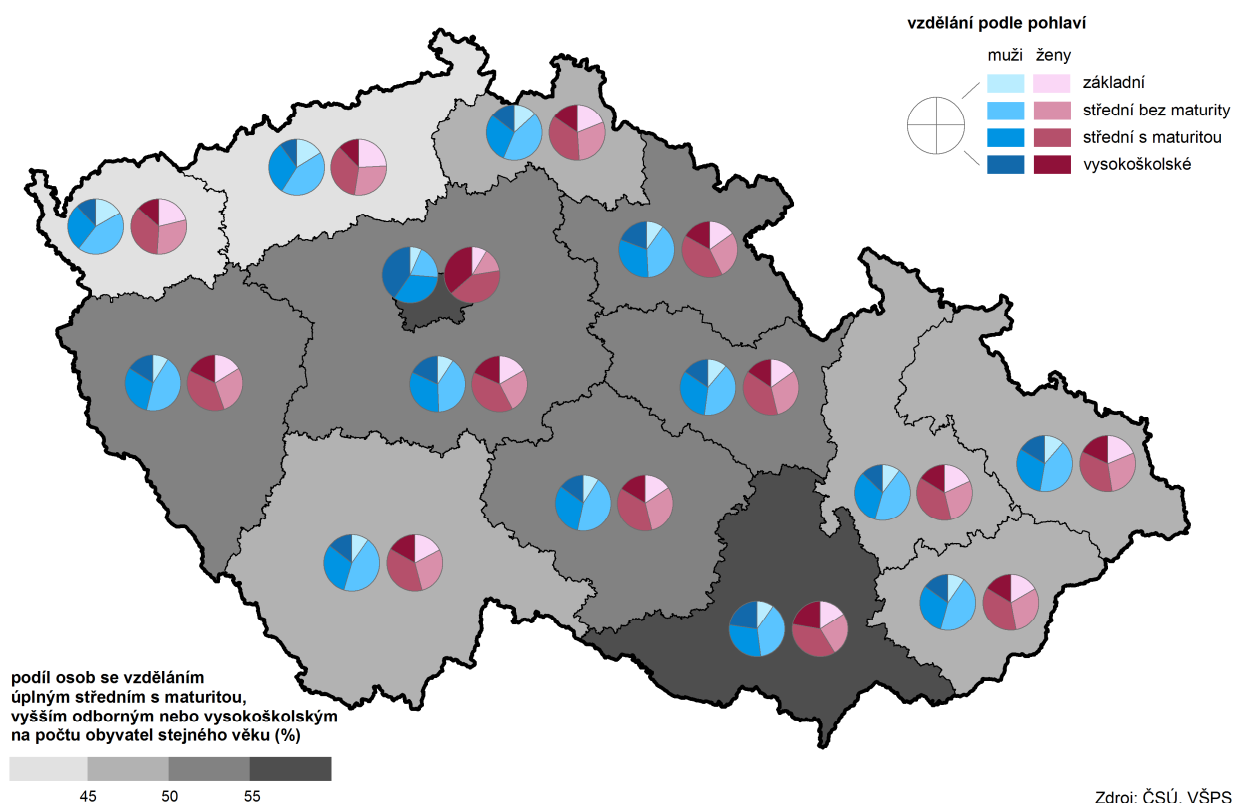 vzdělání podle pohlaví
muži ženy
základní
střední bez maturity
střední s maturitou
vysokoškolské
podíl osob se vzděláním
úplným středním s maturitou,
vyšším odborným nebo vysokoškolským
na počtu obyvatel stejného věku (%)
45 50 55
Zdroj: ČSÚ, VŠPS